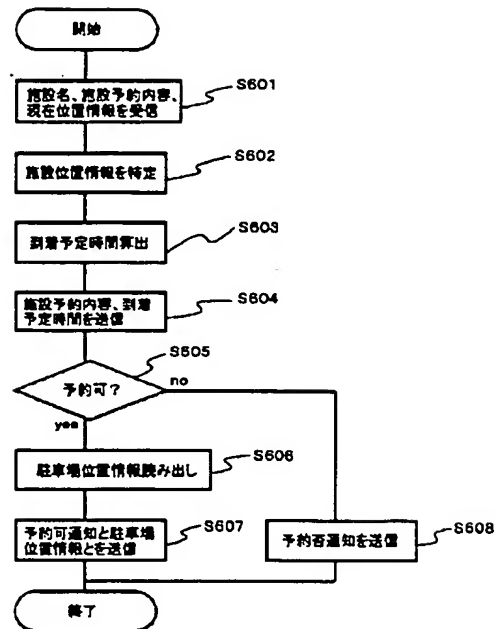 開始
施設名、施設予約内容、
現在位置情報を受信
S601
施設位置情報を特定
S602
到着予定時間算出
S603
施設予約内容、到着
予定時間を送信
S604
予約可?
S605
no
yes
駐車場位置情報読み出し
S606
予約可通知と駐車場
位置情報とを送信
S607
予約否通知を送信
S608
終了